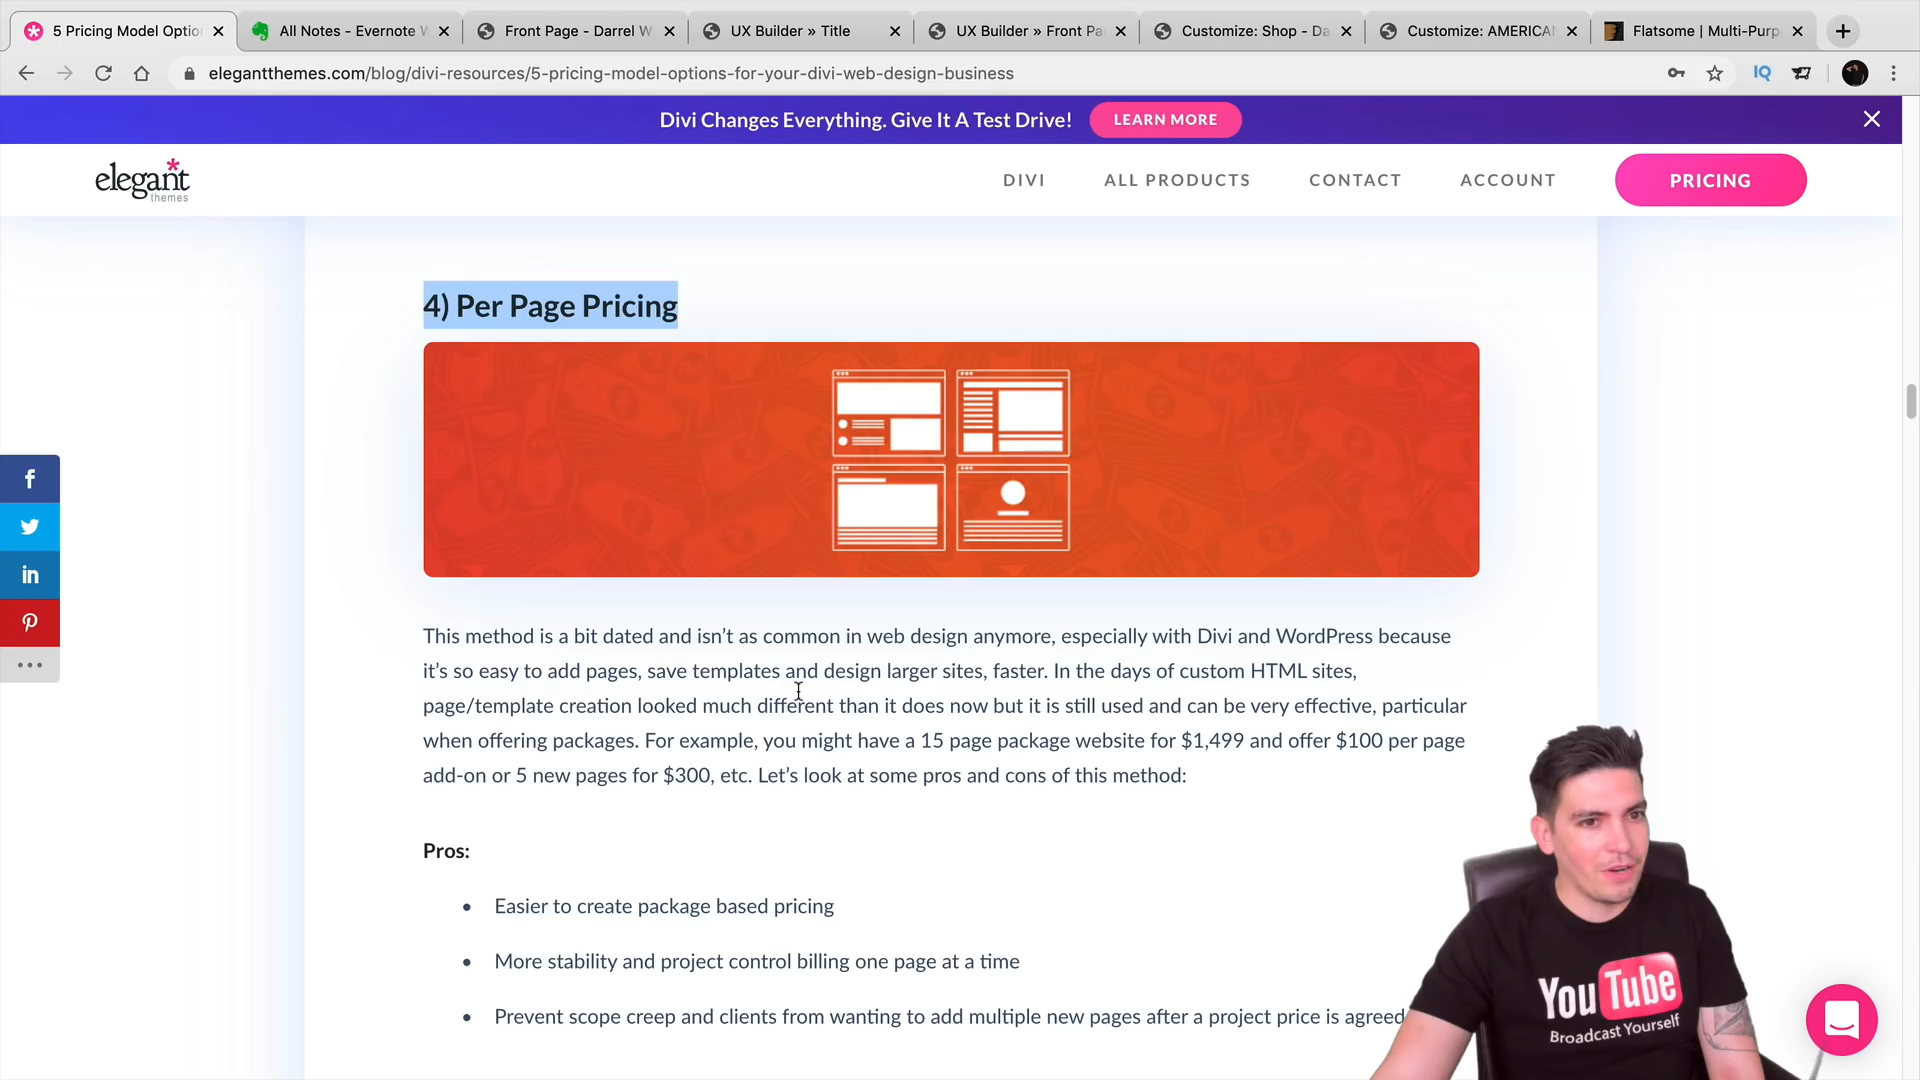 5 Pricing Model Optio
All Notes - Evernote W
Front Page - Darrel W
UX Builder » Title
UX Builder » Front Pa
Customize: Shop - Da
Customize: AMERICAN
Flatsome | Multi-Purp
elegantthemes.com/blog/divi-resources/5-pricing-model-options-for-your-divi-web-design-business
IQ
Divi Changes Everything. Give It A Test Drive!
LEARN MORE
elegant
themes
DIVI
ALL PRODUCTS
CONTACT
ACCOUNT
PRICING
4) Per Page Pricing
This method is a bit dated and isn’t as common in web design anymore, especially with Divi and WordPress because
it’s so easy to add pages, save templates and design larger sites, faster. In the days of custom HTML sites,
page/template creation looked much different than it does now but it is still used and can be very effective, particular
when offering packages. For example, you might have a 15 page package website for $1,499 and offer $100 per page
add-on or 5 new pages for $300, etc. Let’s look at some pros and cons of this method:
Pros:
Easier to create package based pricing
More stability and project control billing one page at a time
Prevent scope creep and clients from wanting to add multiple new pages after a project price is agreed
YouTube
Broadcast Yourself